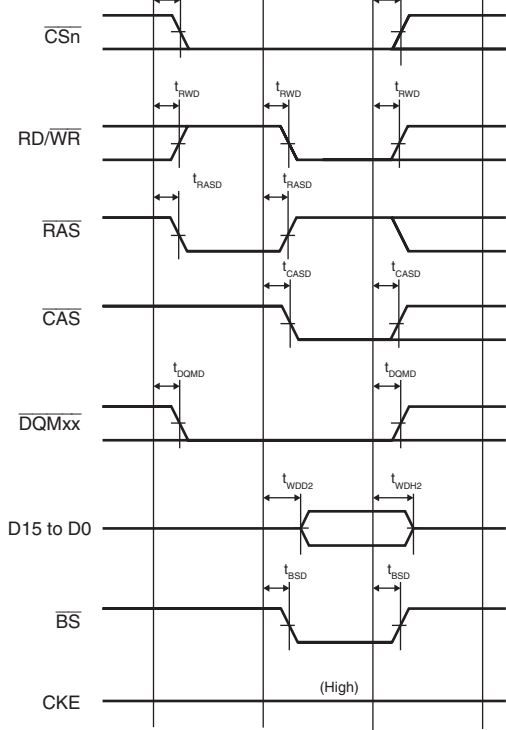 CSn
tRWD tRWD tRWD
RD/WR
tRASD tRASD
RAS
tCASD tCASD
CAS
tDQMD tDQMD
DQMxx
tWDD2 tWDH2
D15 to D0
tBSD tBSD
BS
(High)
CKE